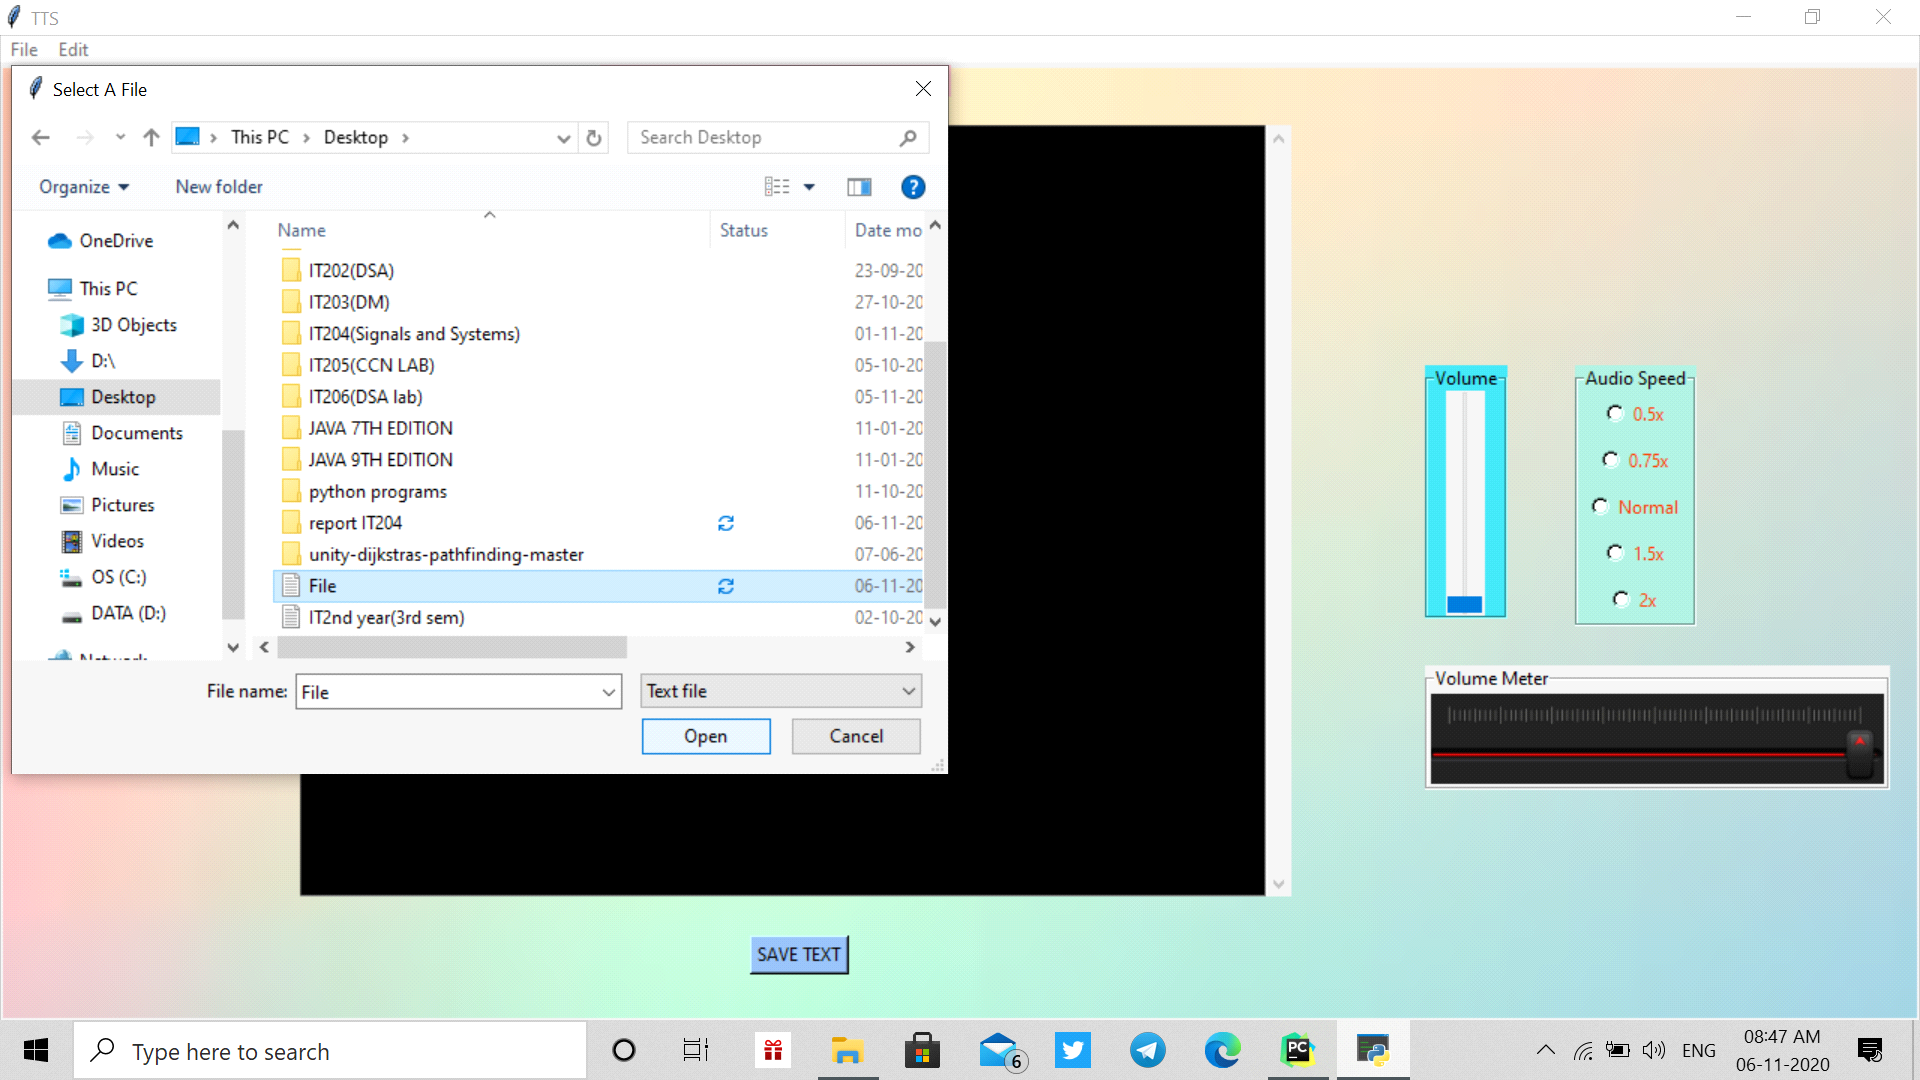 TTS
File Edit
Select A File
This PC Desktop
Search Desktop
Organize New folder
?
Name Status Date mo
OneDrive
This PC
3D Objects
D:\
Desktop
Documents
Music
Pictures
Videos
OS (C:)
DATA (D:)
Network
IT202(DSA) 23-09-20
IT203(DM) 27-10-20
IT204(Signals and Systems) 01-11-20
IT205(CCN LAB) 05-10-20
IT206(DSA lab) 05-11-20
JAVA 7TH EDITION 11-01-20
JAVA 9TH EDITION 11-01-20
python programs 11-10-20
report IT204 06-11-20
unity-dijkstras-pathfinding-master 07-06-20
File 06-11-20
IT2nd year(3rd sem) 02-10-20
File name: File Text file
Open Cancel
Volume
Audio Speed
0.5x
0.75x
Normal
1.5x
2x
Volume Meter
SAVE TEXT
Type here to search
6
PC
ENG
08:47 AM
06-11-2020